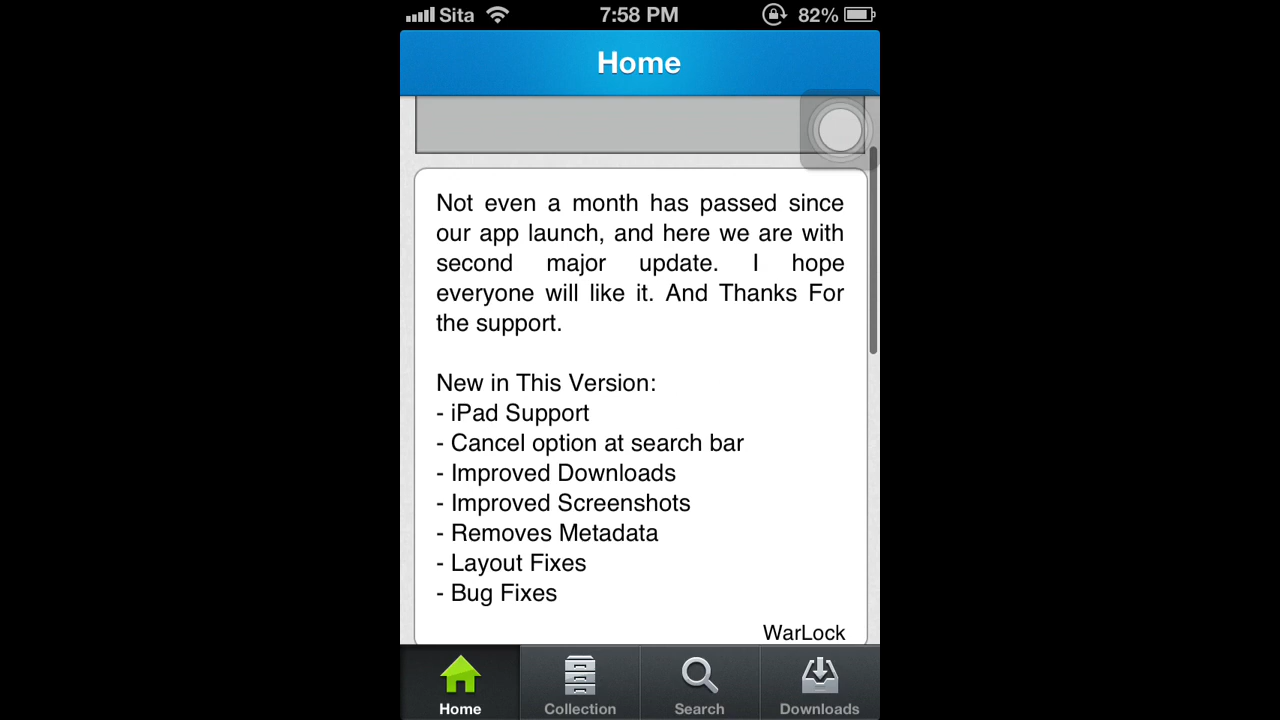 Sita 7:58 PM 82%
Home
Not even a month has passed since
our app launch, and here we are with
second major update. I hope
everyone will like it. And Thanks For
the support.
New in This Version:
- iPad Support
- Cancel option at search bar
- Improved Downloads
- Improved Screenshots
- Removes Metadata
- Layout Fixes
- Bug Fixes
WarLock
Home Collection Search Downloads